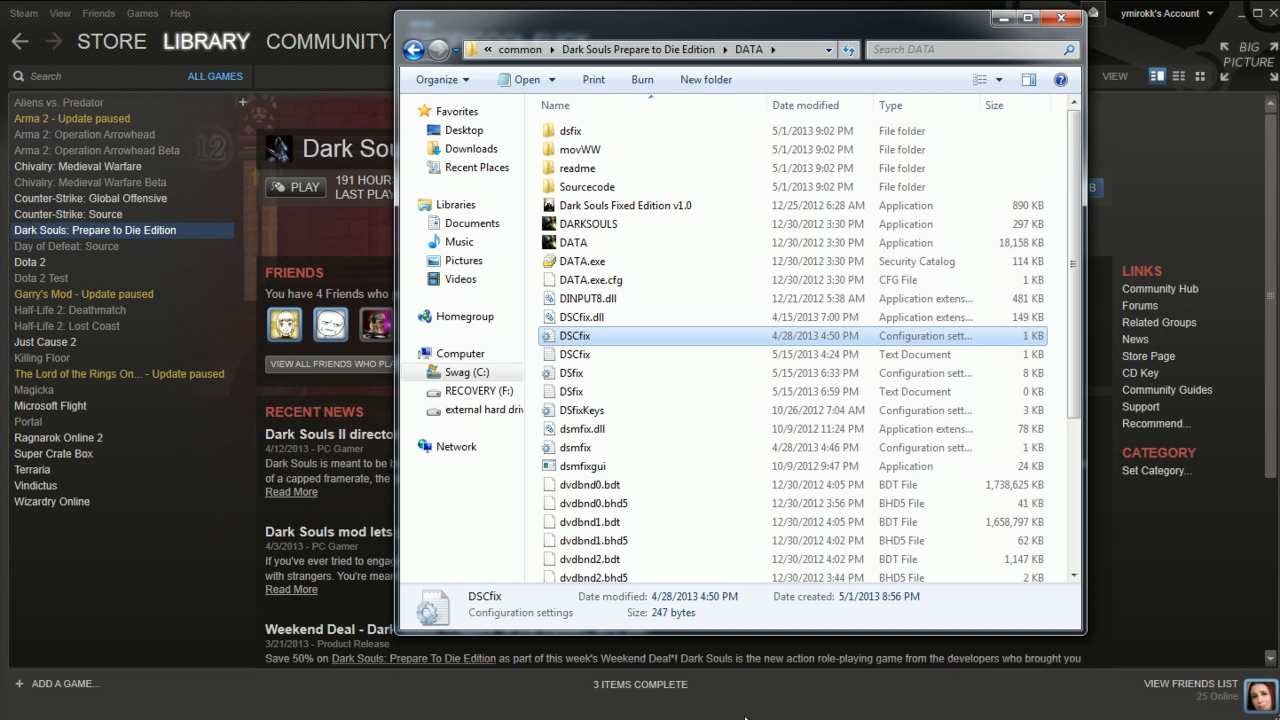 Steam View Friends Games Help
ymirokk's Account
STORE LIBRARY COMMUNITY
BIG PICTURE
Search ALL GAMES
VIEW
Aliens vs. Predator
Arma 2 - Update paused
Arma 2: Operation Arrowhead
Arma 2: Operation Arrowhead Beta
Chivalry: Medieval Warfare
Chivalry: Medieval Warfare Beta
Counter-Strike: Global Offensive
Counter-Strike: Source
Dark Souls: Prepare to Die Edition
Day of Defeat: Source
Dota 2
Dota 2 Test
Garry's Mod - Update paused
Half-Life 2: Deathmatch
Half-Life 2: Lost Coast
Just Cause 2
Killing Floor
The Lord of the Rings On... - Update paused
Magicka
Microsoft Flight
Portal
Ragnarok Online 2
Super Crate Box
Terraria
Vindictus
Wizardry Online
12
Dark Sou
PLAY
191 HOUR
LAST PLAY
FRIENDS
You have 4 Friends who
VIEW ALL FRIENDS WHO PL
RECENT NEWS
Dark Souls II directo
4/12/2013 - PC Gamer
Dark Souls is meant to be b
of a capped framerate, the
Read More
Dark Souls mod lets
4/3/2013 - PC Gamer
If you've ever tried to engage
with strangers. You're mear
Read More
Weekend Deal - Dark
3/21/2013 - Product Release
Save 50% on Dark Souls: Prepare To Die Edition as part of this week's Weekend Deal*! Dark Souls is the new action role-playing game from the developers who brought you
common Dark Souls Prepare to Die Edition DATA
Search DATA
Organize Open Print Burn New folder
Favorites
Desktop
Downloads
Recent Places
Libraries
Documents
Music
Pictures
Videos
Homegroup
Computer
Swag (C:)
RECOVERY (F:)
external hard driv
Network
Name Date modified Type Size
dsfix 5/1/2013 9:02 PM File folder
movWW 5/1/2013 9:02 PM File folder
readme 5/1/2013 9:02 PM File folder
Sourcecode 5/1/2013 9:02 PM File folder
Dark Souls Fixed Edition v1.0 12/25/2012 6:28 AM Application 890 KB
DARKSOULS 12/30/2012 3:30 PM Application 297 KB
DATA 12/30/2012 3:30 PM Application 18,158 KB
DATA.exe 12/30/2012 3:30 PM Security Catalog 114 KB
DATA.exe.cfg 12/30/2012 3:30 PM CFG File 1 KB
DINPUT8.dll 12/21/2012 5:38 AM Application extens... 481 KB
DSCfix.dll 4/15/2013 7:00 PM Application extens... 149 KB
DSCfix 4/28/2013 4:50 PM Configuration sett... 1 KB
DSCfix 5/15/2013 4:24 PM Text Document 1 KB
DSfix 5/15/2013 6:33 PM Configuration sett... 8 KB
DSfix 5/15/2013 6:59 PM Text Document 0 KB
DSfixKeys 10/26/2012 7:04 AM Configuration sett... 3 KB
dsmfix.dll 10/9/2012 11:24 PM Application extens... 78 KB
dsmfix 4/28/2013 4:46 PM Configuration sett... 1 KB
dsmfixgui 10/9/2012 9:47 PM Application 24 KB
dvdbnd0.bdt 12/30/2012 4:05 PM BDT File 1,738,625 KB
dvdbnd0.bhd5 12/30/2012 3:56 PM BHD5 File 41 KB
dvdbnd1.bdt 12/30/2012 4:05 PM BDT File 1,658,797 KB
dvdbnd1.bhd5 12/30/2012 4:02 PM BHD5 File 62 KB
dvdbnd2.bdt 12/30/2012 4:02 PM BDT File 1,147 KB
dvdbnd2.bhd5 12/30/2012 3:44 PM BHD5 File 2 KB
DSCfix Date modified: 4/28/2013 4:50 PM Date created: 5/1/2013 8:56 PM
Configuration settings Size: 247 bytes
B
LINKS
Community Hub
Forums
Related Groups
News
Store Page
CD Key
Community Guides
Support
Recommend...
CATEGORY
Set Category...
ADD A GAME...
3 ITEMS COMPLETE
VIEW FRIENDS LIST
25 Online